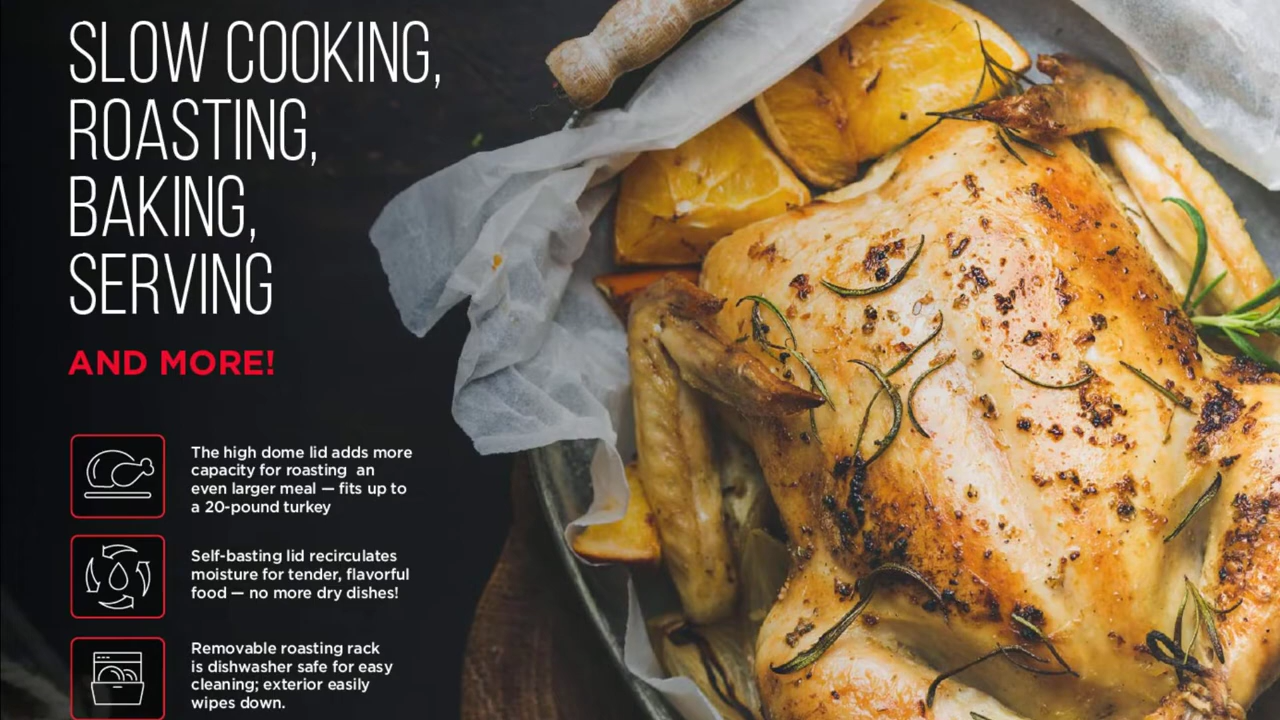 SLOW COOKING,
ROASTING,
BAKING,
SERVING
AND MORE!
The high dome lid adds more
capacity for roasting an
even larger meal — fits up to
a 20-pound turkey
Self-basting lid recirculates
moisture for tender, flavorful
food — no more dry dishes!
Removable roasting rack
is dishwasher safe for easy
cleaning; exterior easily
wipes down.